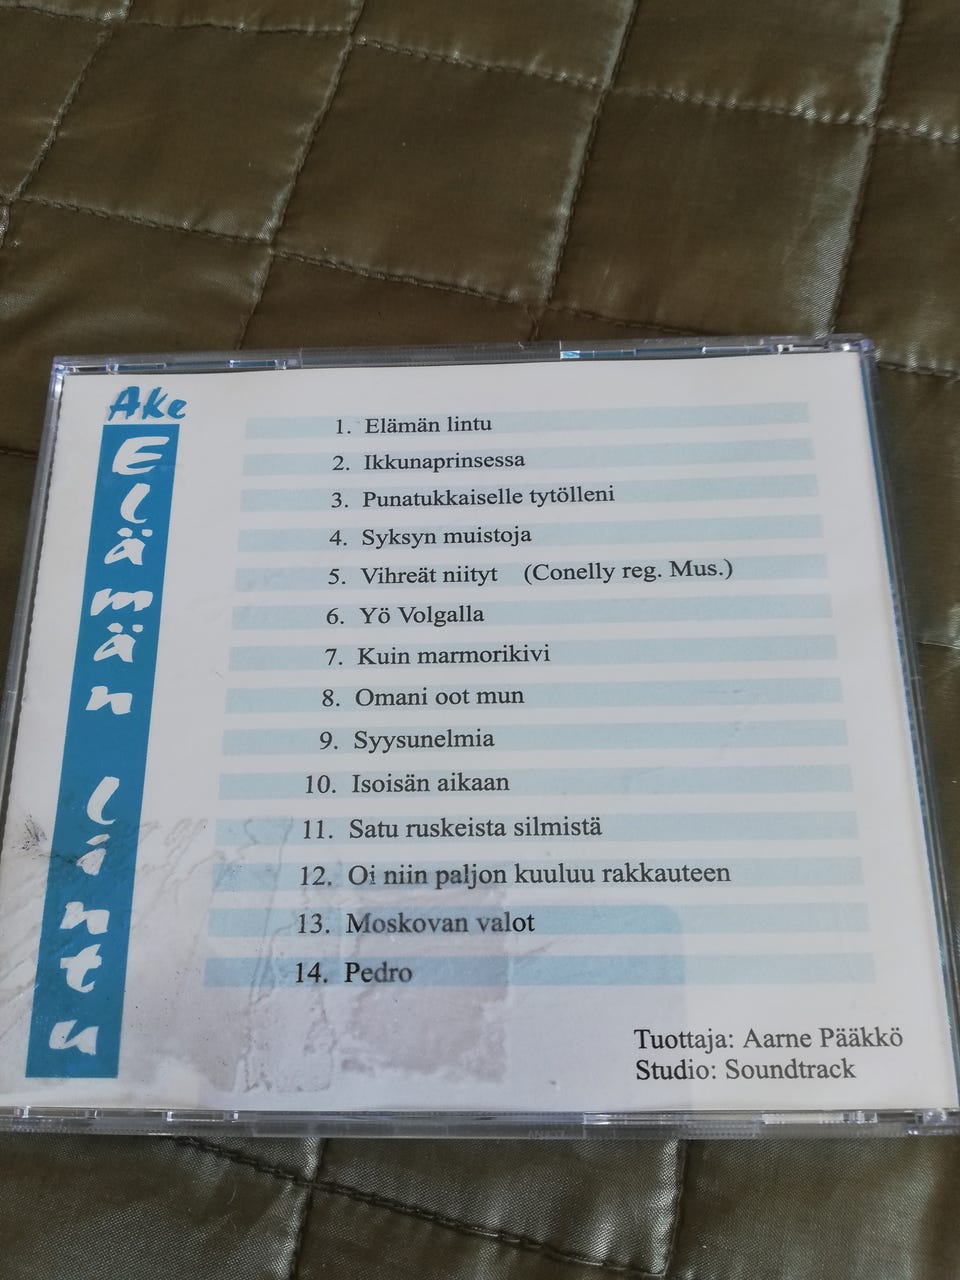 Ake
Elämän lintu
1. Elämän lintu
2. Ikkunaprinsessa
3. Punatukkaiselle tytölleni
4. Syksyn muistoja
5. Vihreät niityt (Conelly reg. Mus.)
6. Yö Volgalla
7. Kuin marmorikivi
8. Omani oot mun
9. Syysunelmia
10. Isoisän aikaan
11. Satu ruskeista silmistä
12. Oi niin paljon kuuluu rakkauteen
13. Moskovan valot
14. Pedro
Tuottaja: Aarne Pääkkö
Studio: Soundtrack